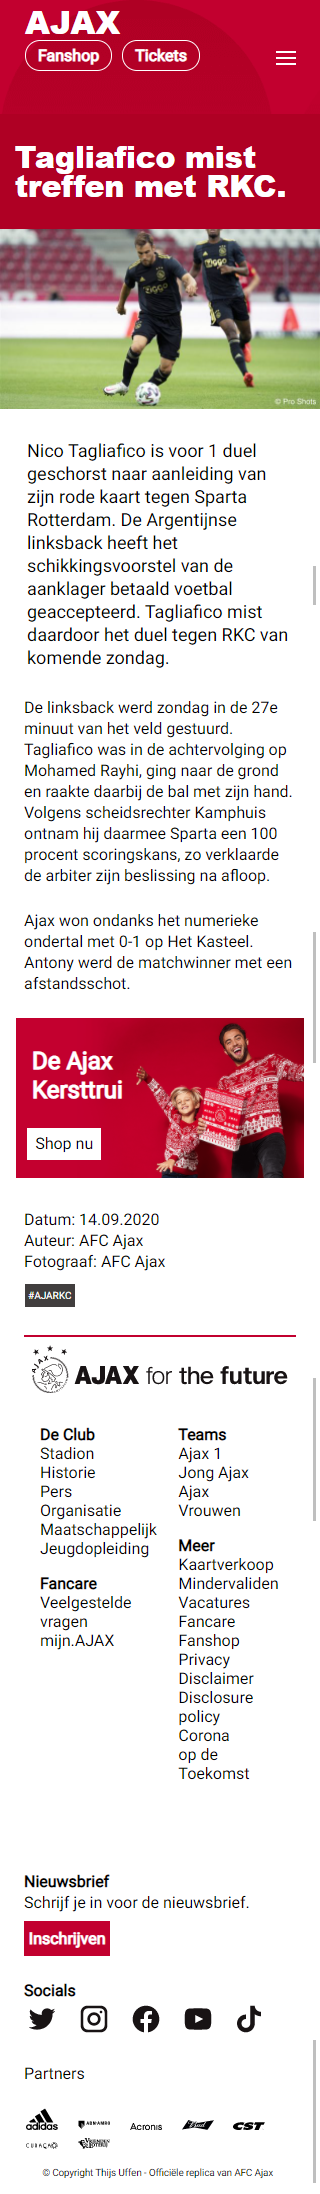 AJAX
Fanshop
Tickets
Tagliafico mist
treffen met RKC.
Ziggo
Ziggo
© Pro Shots
Nico Tagliafico is voor 1 duel
geschorst naar aanleiding van
zijn rode kaart tegen Sparta
Rotterdam. De Argentijnse
linksback heeft het
schikkingsvoorstel van de
aanklager betaald voetbal
geaccepteerd. Tagliafico mist
daardoor het duel tegen RKC van
komende zondag.
De linksback werd zondag in de 27e
minuut van het veld gestuurd.
Tagliafico was in de achtervolging op
Mohamed Rayhi, ging naar de grond
en raakte daarbij de bal met zijn hand.
Volgens scheidsrechter Kamphuis
ontnam hij daarmee Sparta een 100
procent scoringskans, zo verklaarde
de arbiter zijn beslissing na afloop.
Ajax won ondanks het numerieke
ondertal met 0-1 op Het Kasteel.
Antony werd de matchwinner met een
afstandsschot.
De Ajax
Kersttrui
Shop nu
Datum: 14.09.2020
Auteur: AFC Ajax
Fotograaf: AFC Ajax
#AJARKC
AJAX
AJAX for the future
De Club
Stadion
Historie
Pers
Organisatie
Maatschappelijk
Jeugdopleiding
Fancare
Veelgestelde
vragen
mijn.AJAX
Teams
Ajax 1
Jong Ajax
Ajax
Vrouwen
Meer
Kaartverkoop
Mindervaliden
Vacatures
Fancare
Fanshop
Privacy
Disclaimer
Disclosure
policy
Corona
op de
Toekomst
Nieuwsbrief
Schrijf je in voor de nieuwsbrief.
Inschrijven
Socials
Partners
adidas
ABN·AMRO
Acronis
Bud
CST
CURAÇAO
VRIENDEN LOTERIJ
© Copyright Thijs Uffen - Officiële replica van AFC Ajax